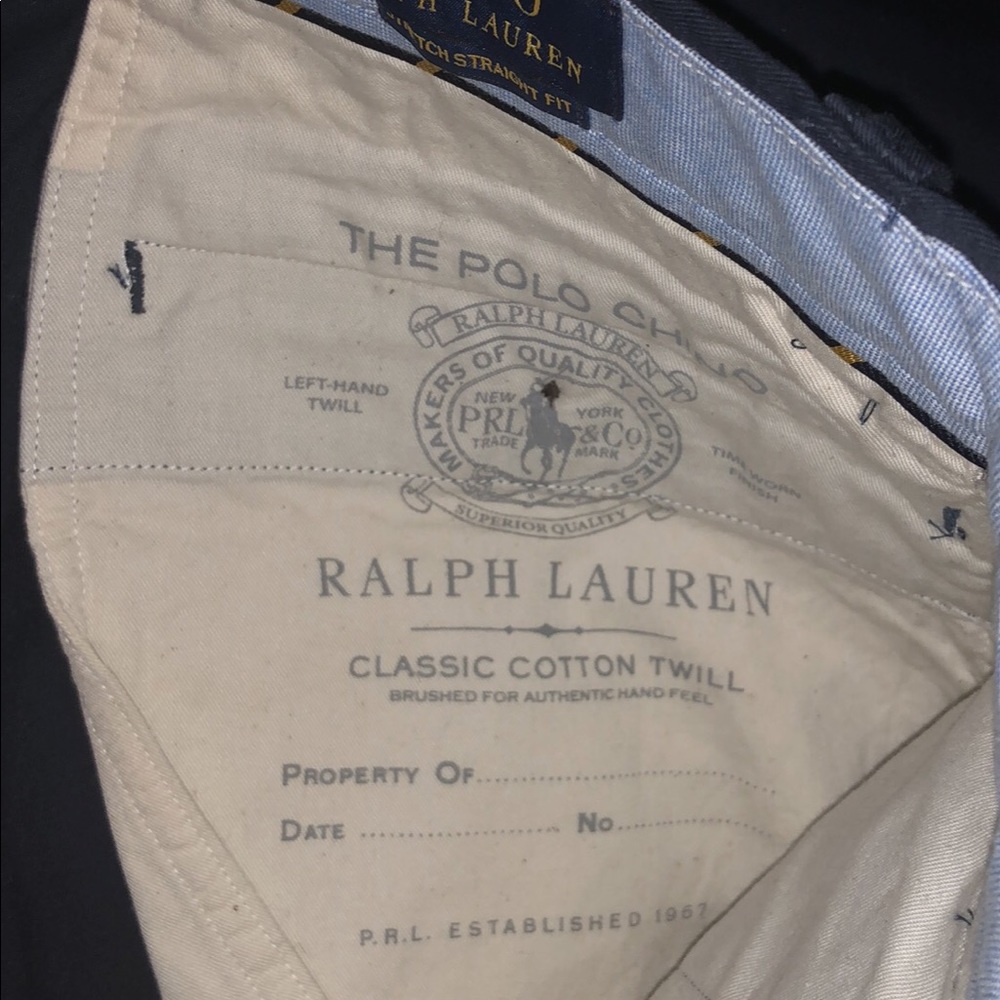 LAUREN
STRAIGHT FIT
THE POLO CHINO
RALPH LAUREN
MAKERS OF QUALITY CLOTHES
LEFT-HAND
TWILL
NEW YORK
PRL &Co
TRADE MARK
TIMEWORN
FINISH
SUPERIOR QUALITY
RALPH LAUREN
CLASSIC COTTON TWILL
BRUSHED FOR AUTHENTIC HAND FEEL
PROPERTY OF
DATE No
P.R.L. ESTABLISHED 1967